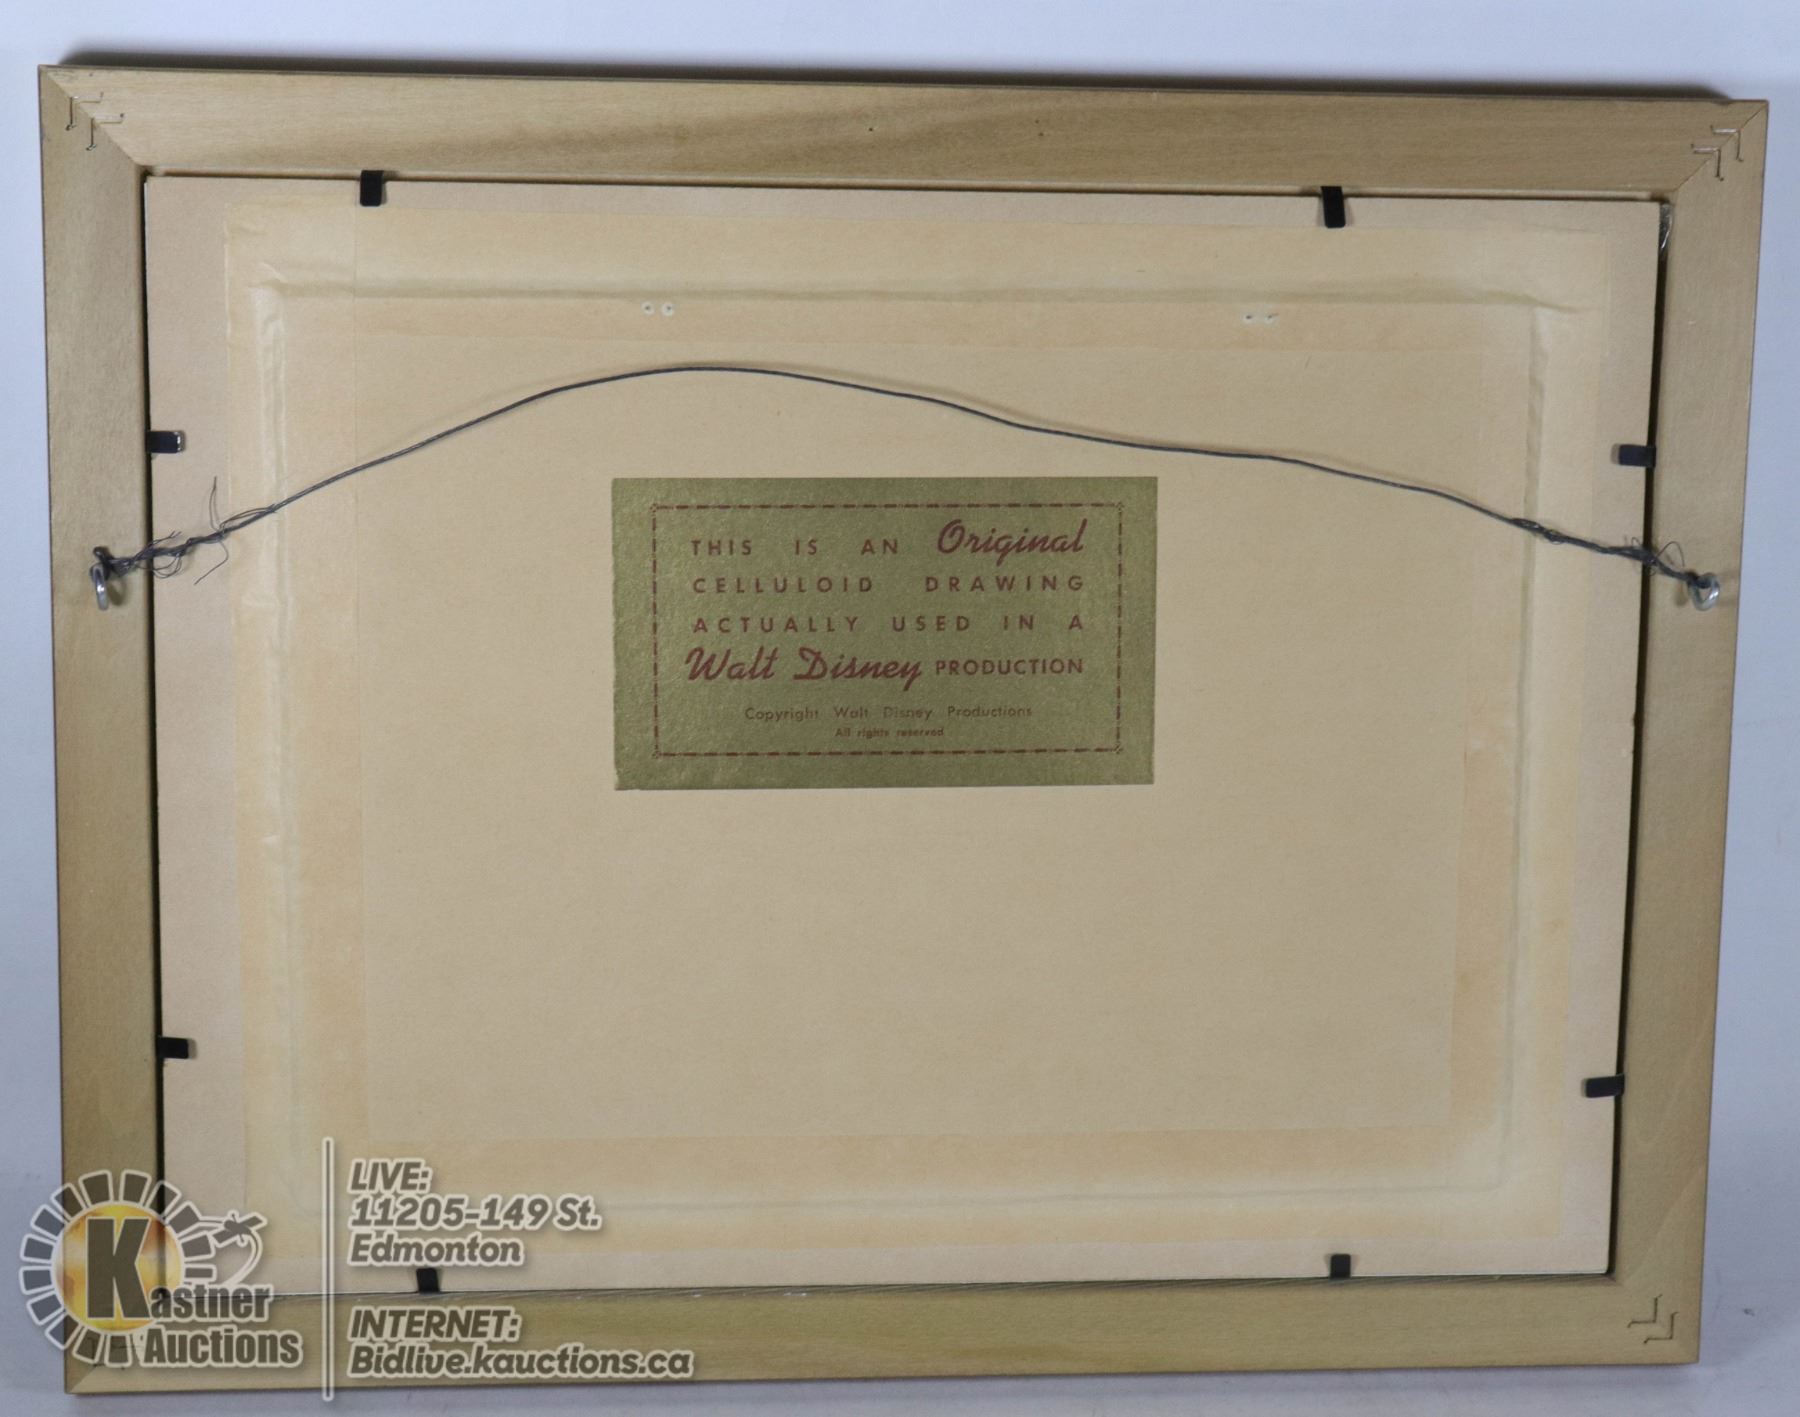 THIS IS AN Original
CELLULOID DRAWING
ACTUALLY USED IN A
Walt Disney PRODUCTION
Copyright Walt Disney Productions
All rights reserved
Kastner
Auctions
LIVE:
11205-149 St.
Edmonton
INTERNET:
Bidlive.kauctions.ca